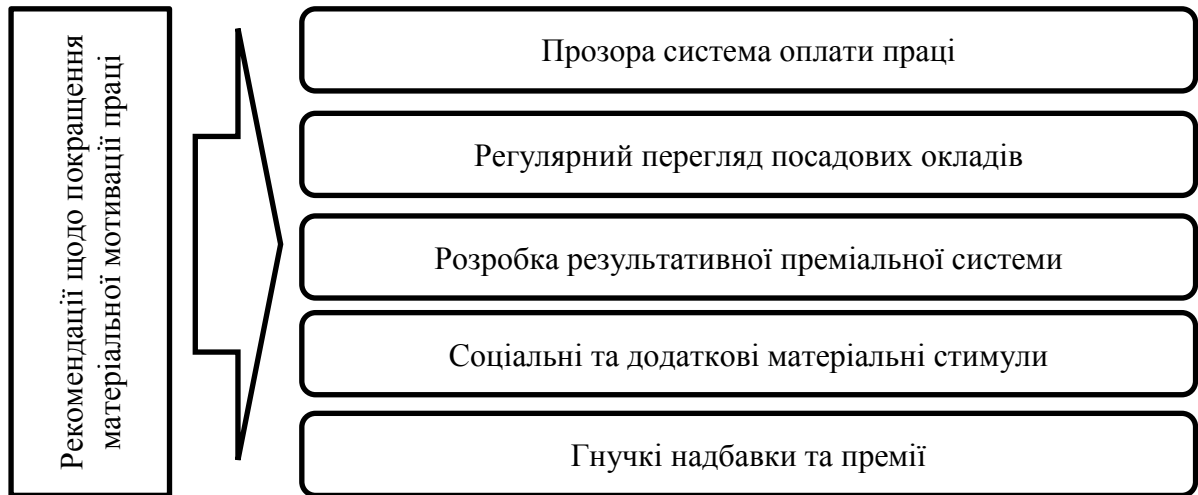 Рекомендації щодо покращення
матеріальної мотивації праці
Прозора система оплати праці
Регулярний перегляд посадових окладів
Розробка результативної преміальної системи
Соціальні та додаткові матеріальні стимули
Гнучкі надбавки та премії